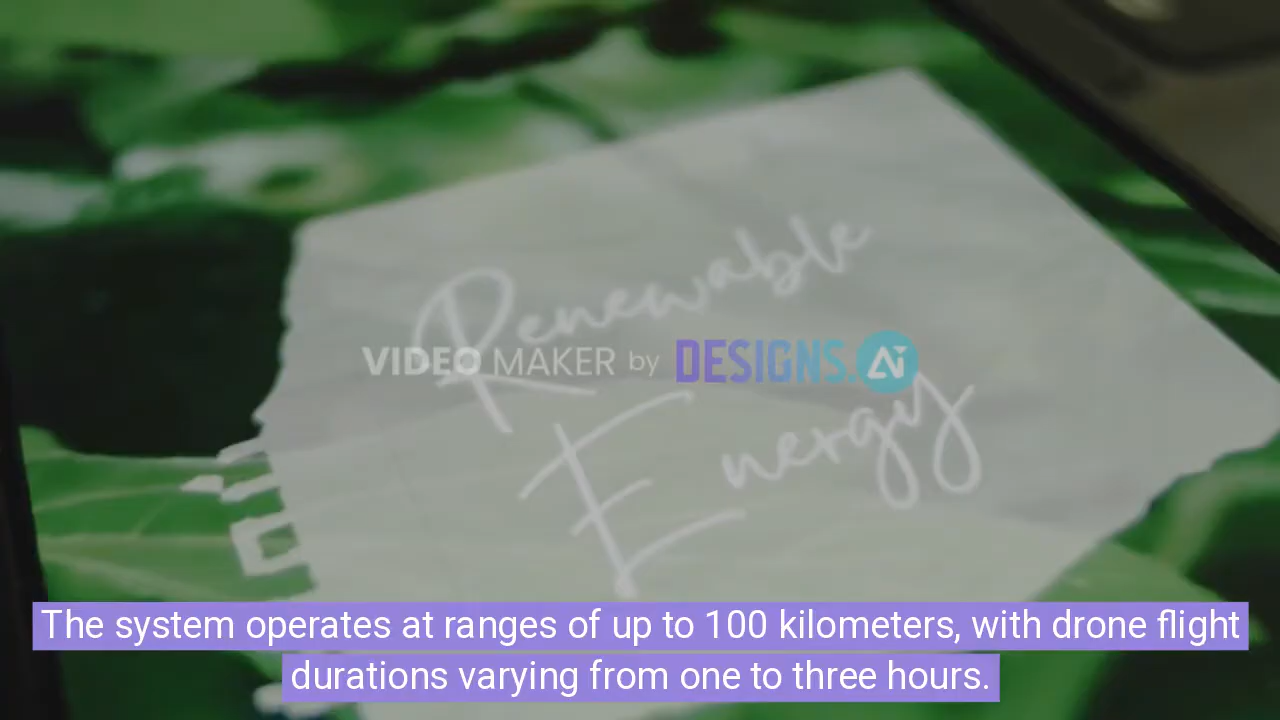 Renewable
VIDEO MAKER by DESIGNS.Ai
Energy
The system operates at ranges of up to 100 kilometers, with drone flight
durations varying from one to three hours.